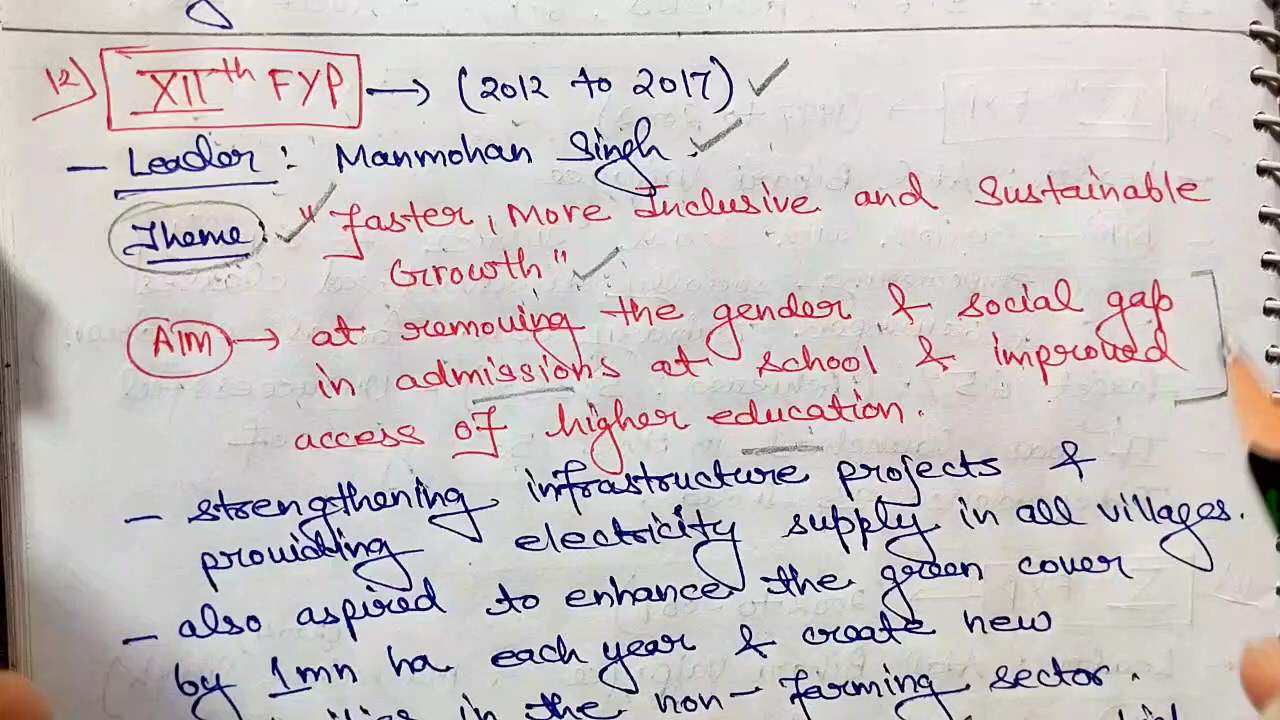 12) XIIth FYP → (2012 to 2017) ✓
- Leader: Manmohan Singh. ✓
Theme: ✓ "faster, More Inclusive and Sustainable
Growth" ✓
AIM → at removing the gender & social gap
in admissions at school & improved
access of higher education.
- strengthening infrastructure projects &
providing electricity supply in all villages.
- also aspired to enhance the green cover
by 1mn ha each year & create new
in the non-farming sector.